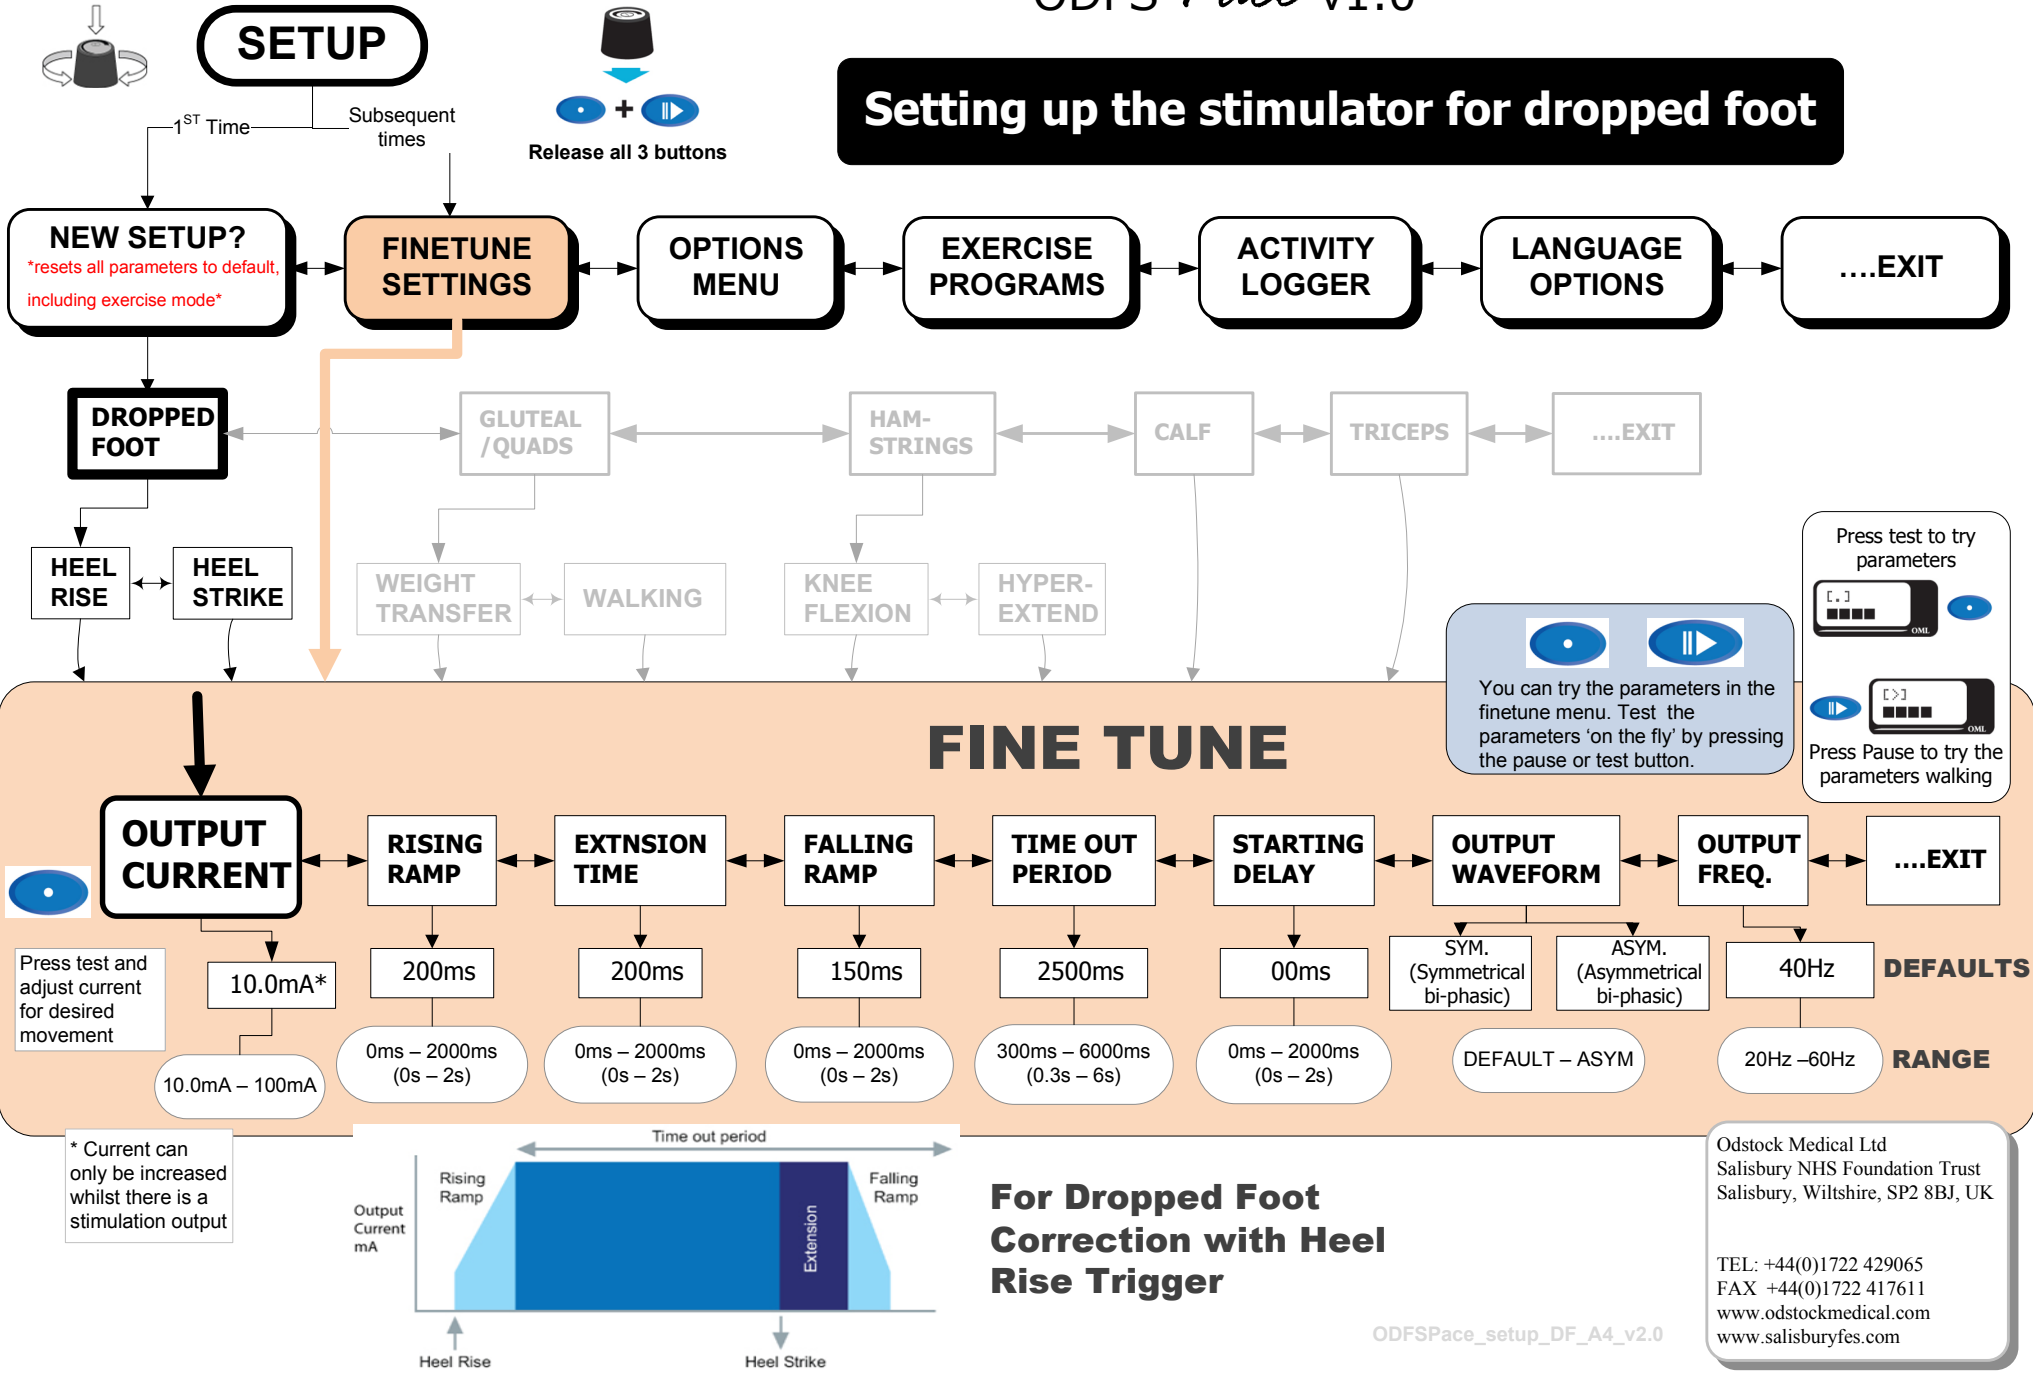 ODFS Pace v1.0
SETUP
Setting up the stimulator for dropped foot
1ST Time
Subsequent
times
+
Release all 3 buttons
NEW SETUP?
*resets all parameters to default,
including exercise mode*
FINETUNE
SETTINGS
OPTIONS
MENU
EXERCISE
PROGRAMS
ACTIVITY
LOGGER
LANGUAGE
OPTIONS
....EXIT
DROPPED
FOOT
GLUTEAL
/QUADS
HAM-
STRINGS
CALF
TRICEPS
....EXIT
HEEL
RISE
HEEL
STRIKE
WEIGHT
TRANSFER
WALKING
KNEE
FLEXION
HYPER-
EXTEND
Press test to try
parameters
[.]
OML
[>]
OML
Press Pause to try the
parameters walking
You can try the parameters in the
finetune menu. Test the
parameters ‘on the fly’ by pressing
the pause or test button.
FINE TUNE
OUTPUT
CURRENT
RISING
RAMP
EXTNSION
TIME
FALLING
RAMP
TIME OUT
PERIOD
STARTING
DELAY
OUTPUT
WAVEFORM
OUTPUT
FREQ.
....EXIT
Press test and
adjust current
for desired
movement
10.0mA*
200ms
200ms
150ms
2500ms
00ms
SYM.
(Symmetrical
bi-phasic)
ASYM.
(Asymmetrical
bi-phasic)
40Hz
DEFAULTS
10.0mA – 100mA
0ms – 2000ms
(0s – 2s)
0ms – 2000ms
(0s – 2s)
0ms – 2000ms
(0s – 2s)
300ms – 6000ms
(0.3s – 6s)
0ms – 2000ms
(0s – 2s)
DEFAULT – ASYM
20Hz –60Hz
RANGE
* Current can
only be increased
whilst there is a
stimulation output
Time out period
Rising
Ramp
Falling
Ramp
Output
Current
mA
Extension
Heel Rise
Heel Strike
For Dropped Foot
Correction with Heel
Rise Trigger
ODFSPace_setup_DF_A4_v2.0
Odstock Medical Ltd
Salisbury NHS Foundation Trust
Salisbury, Wiltshire, SP2 8BJ, UK
TEL: +44(0)1722 429065
FAX +44(0)1722 417611
www.odstockmedical.com
www.salisburyfes.com